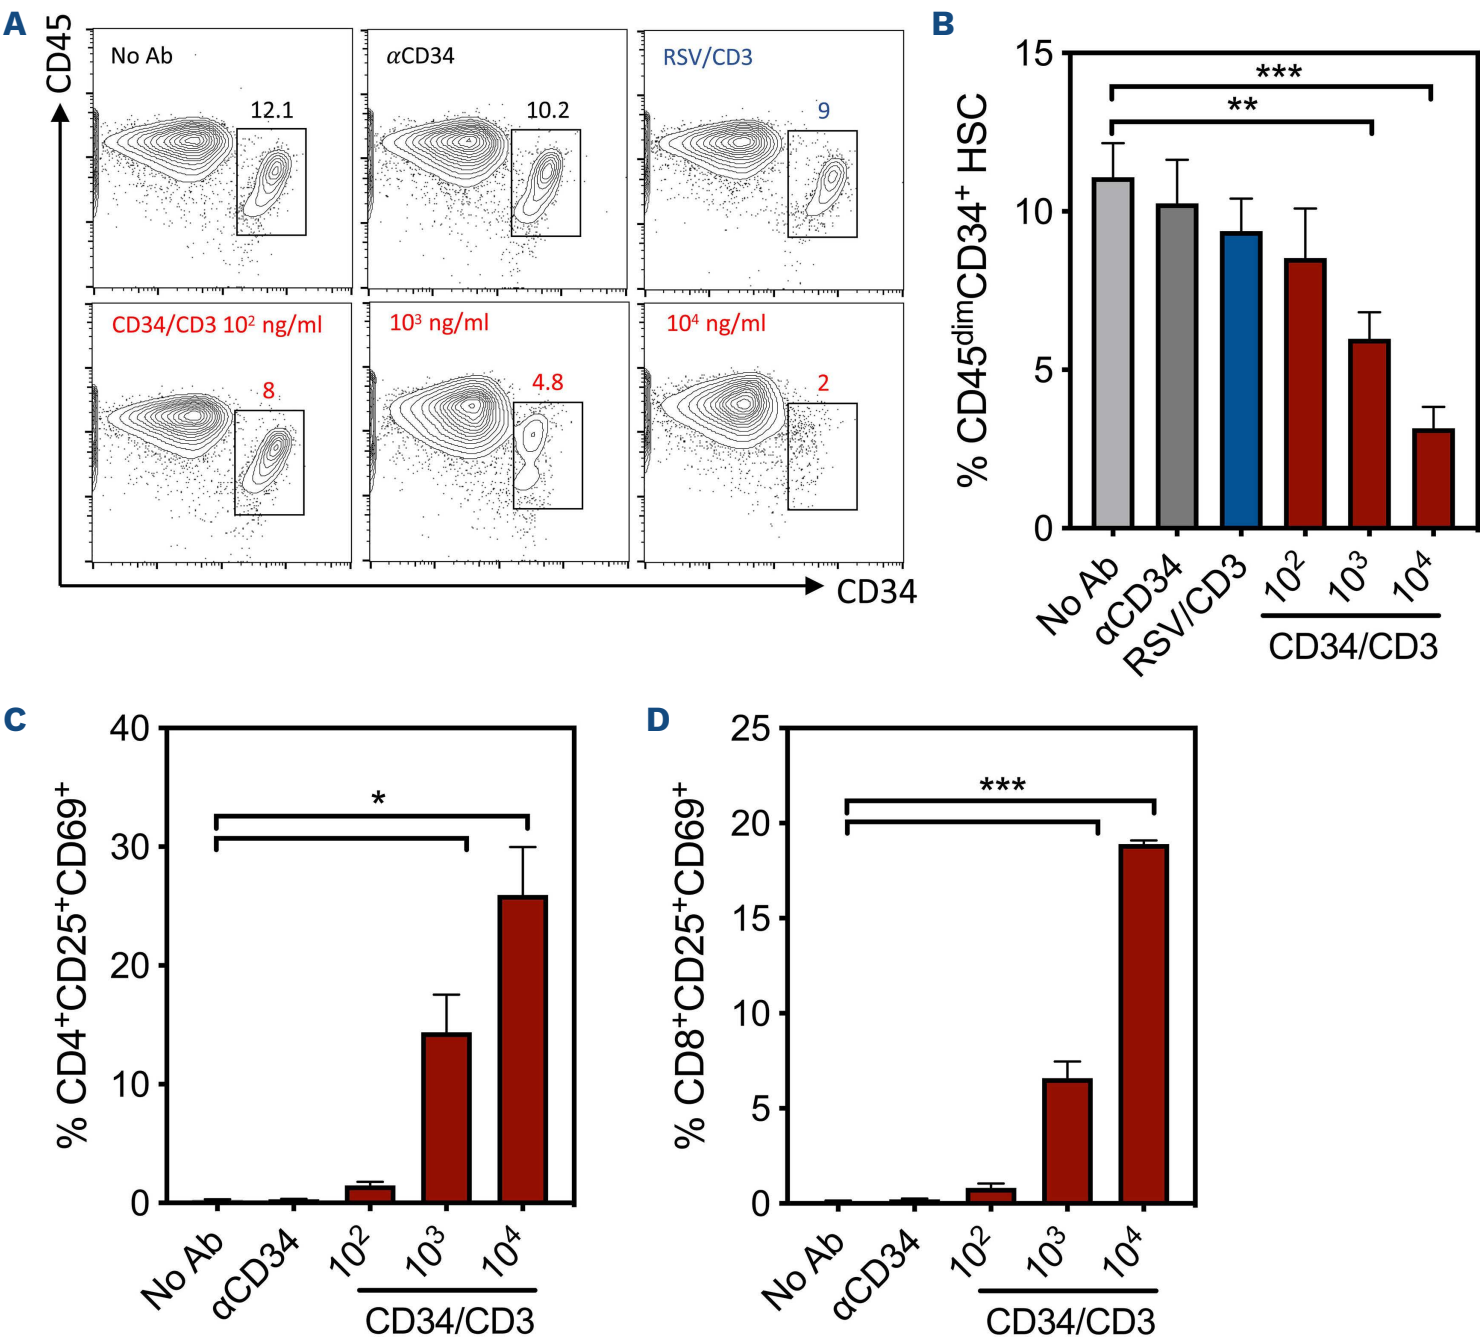 A
CD45
No Ab
12.1
αCD34
10.2
RSV/CD3
9
CD34/CD3 10² ng/ml
8
10³ ng/ml
4.8
10⁴ ng/ml
2
CD34
B
% CD45ᵈⁱᵐCD34⁺ HSC
15
10
5
0
***
**
No Ab
αCD34
RSV/CD3
10²
10³
10⁴
CD34/CD3
C
% CD4⁺CD25⁺CD69⁺
40
30
20
10
0
*
No Ab
αCD34
10²
10³
10⁴
CD34/CD3
D
% CD8⁺CD25⁺CD69⁺
25
20
15
10
5
0
***
No Ab
αCD34
10²
10³
10⁴
CD34/CD3